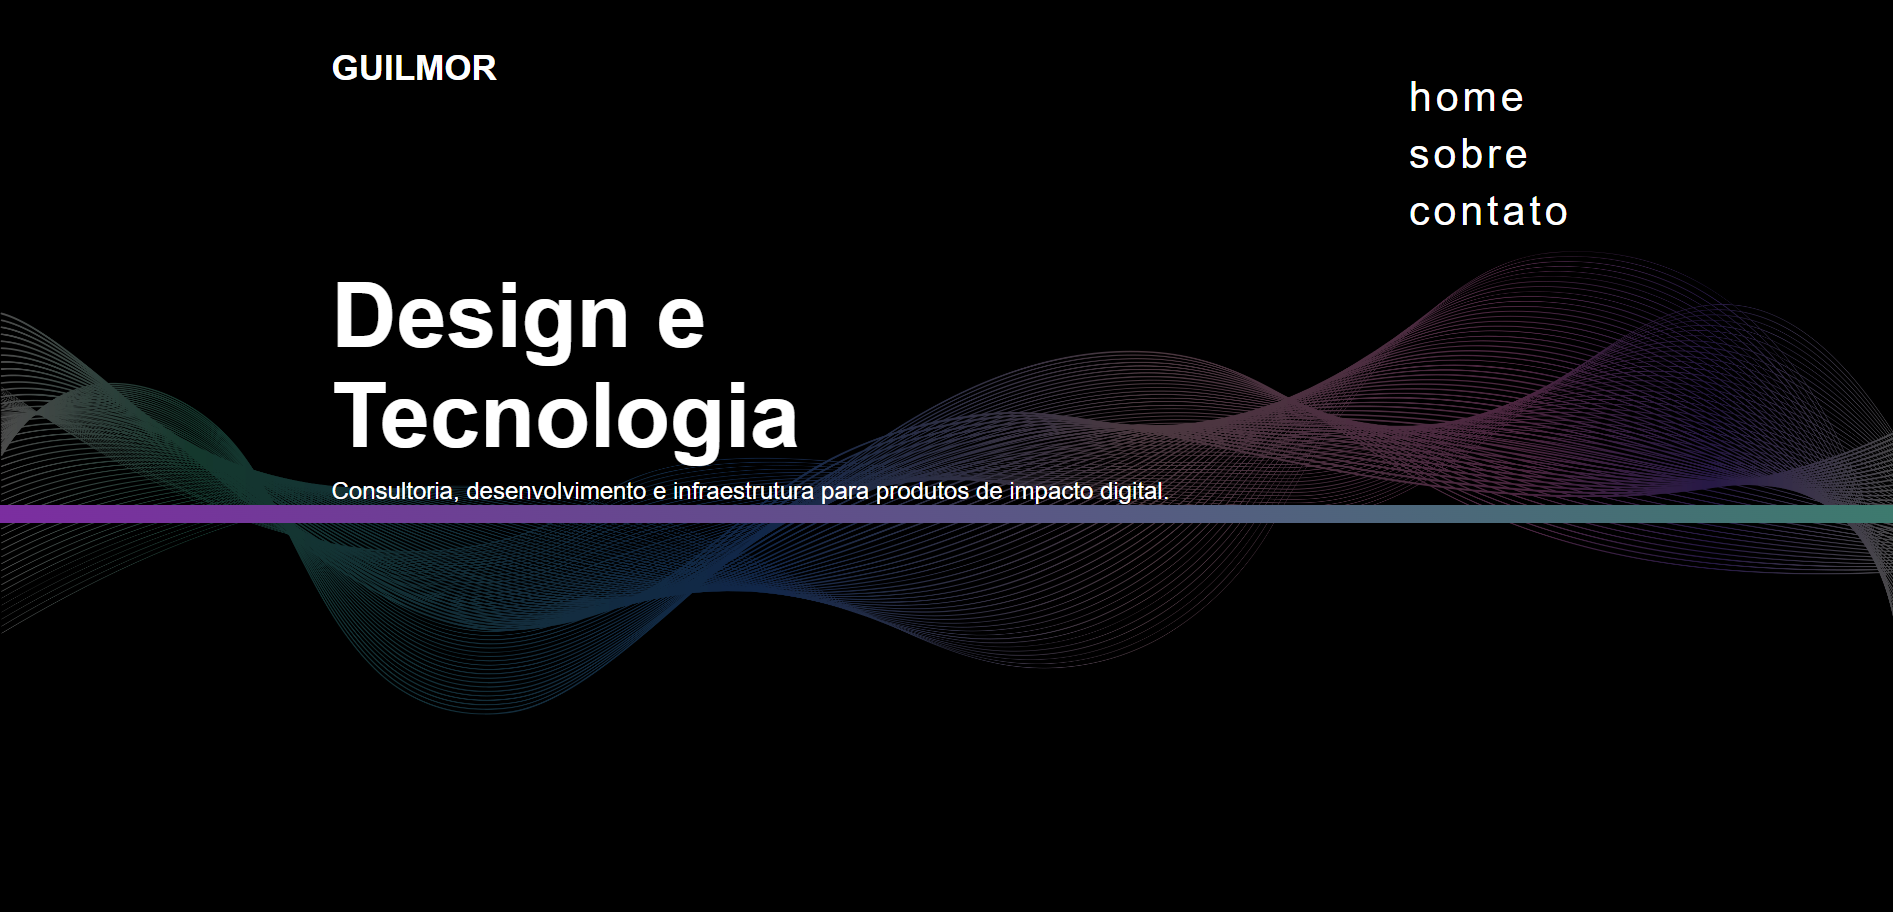 GUILMOR
home
sobre
contato
Design e
Tecnologia
Consultoria, desenvolvimento e infraestrutura para produtos de impacto digital.